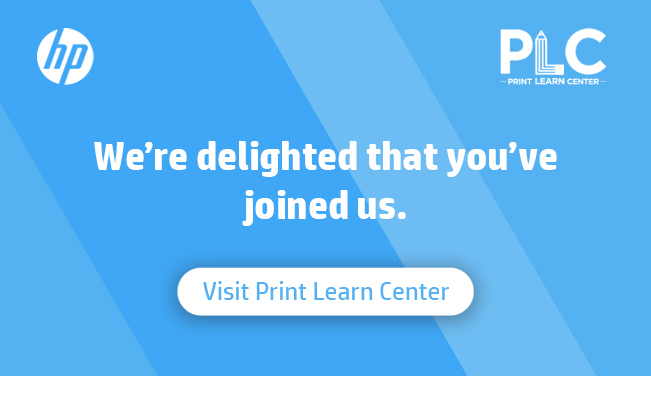 hp
PLC
PRINT LEARN CENTER
We're delighted that you've
joined us.
Visit Print Learn Center